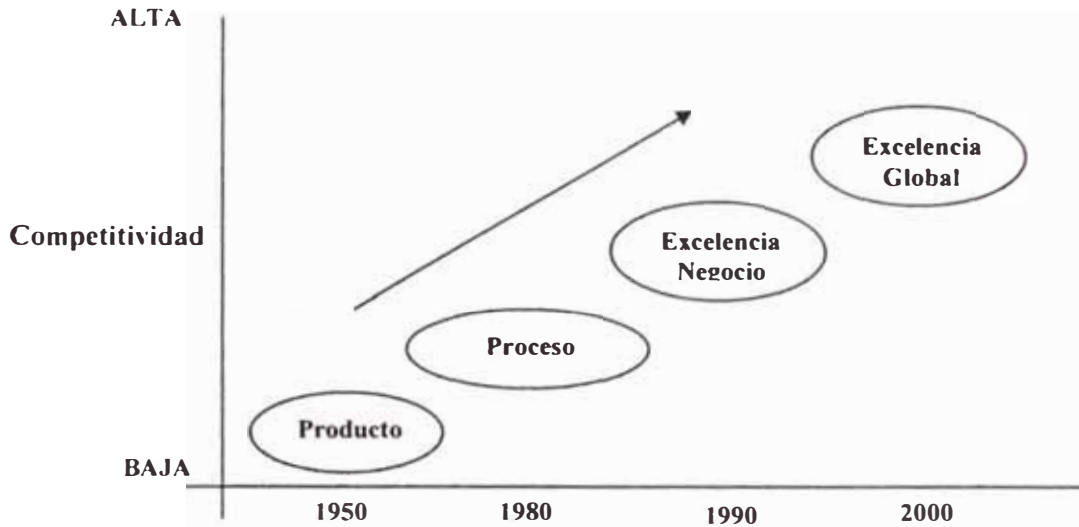 ALTA
Excelencia
Global
Competitividad
Excelencia
Negocio
Proceso
Producto
BAJA
1950 1980 1990 2000